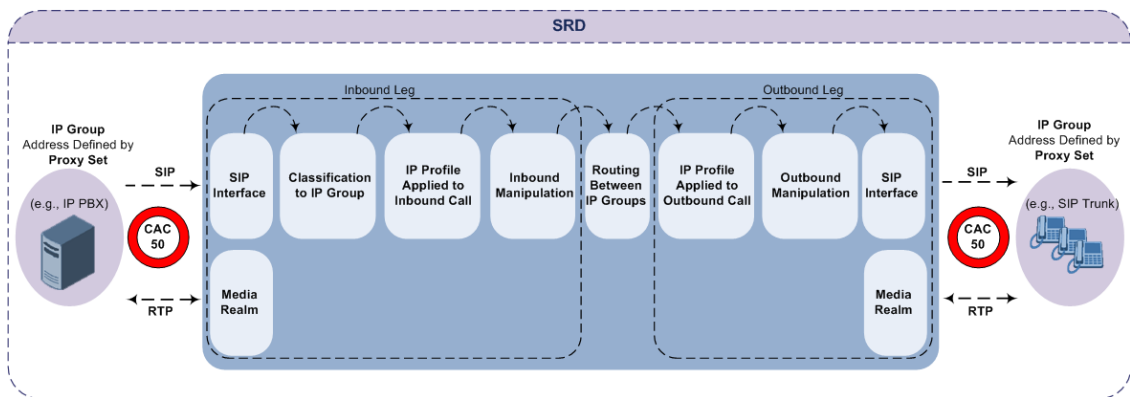 SRD
Inbound Leg
Outbound Leg
IP Group
Address Defined by
Proxy Set
(e.g., IP PBX)
SIP
CAC
50
RTP
SIP
Interface
Classification
to IP Group
IP Profile
Applied to
Inbound Call
Inbound
Manipulation
Routing
Between
IP Groups
IP Profile
Applied to
Outbound Call
Outbound
Manipulation
SIP
Interface
Media
Realm
Media
Realm
SIP
CAC
50
RTP
IP Group
Address Defined by
Proxy Set
(e.g., SIP Trunk)